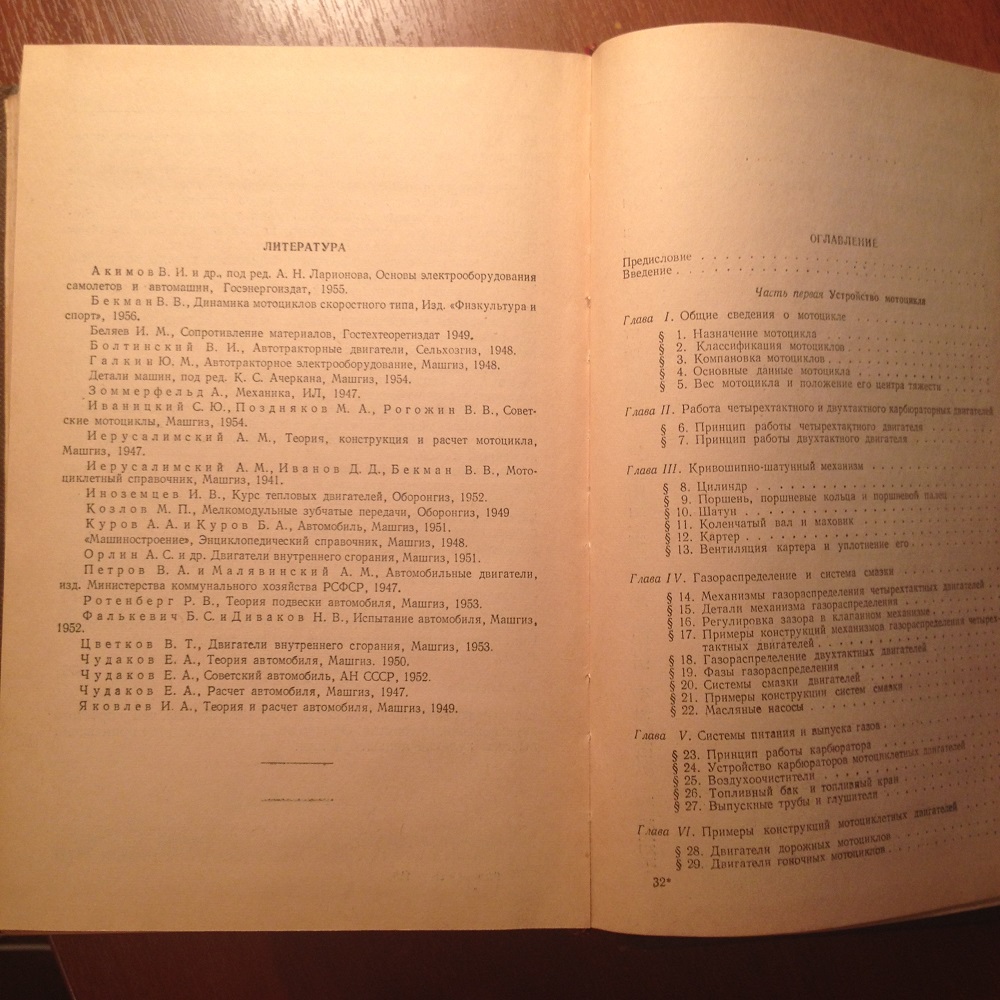 ЛИТЕРАТУРА
Акимов В. И. и др., под ред. А. Н. Ларионова, Основы электрооборудования
самолетов и автомашин, Госэнергоиздат, 1955.
Бекман В. В., Динамика мотоциклов скоростного типа, Изд. «Физкультура и
спорт», 1956.
Беляев И. М., Сопротивление материалов, Гостехтеоретиздат 1949.
Болтинский В. И., Автотракторные двигатели, Сельхозгиз, 1948.
Галкин Ю. М., Автотракторное электрооборудование, Машгиз, 1948.
Детали машин, под ред. К. С. Ачеркана, Машгиз, 1954.
Зоммерфельд А., Механика, ИЛ, 1947.
Иваницкий С. Ю., Поздняков М. А., Рогожин В. В., Совет-
ские мотоциклы, Машгиз, 1954.
Иерусалимский А. М., Теория, конструкция и расчет мотоцикла,
Машгиз, 1947.
Иерусалимский А. М., Иванов Д. Д., Бекман В. В., Мото-
циклетный справочник, Машгиз, 1941.
Иноземцев И. В., Курс тепловых двигателей, Оборонгиз, 1952.
Козлов М. П., Мелкомодульные зубчатые передачи, Оборонгиз, 1949
Куров А. А. и Куров Б. А., Автомобиль, Машгиз, 1951.
«Машиностроение», Энциклопедический справочник, Машгиз, 1948.
Орлин А. С. и др. Двигатели внутреннего сгорания, Машгиз, 1951.
Петров В. А. и Малявинский А. М., Автомобильные двигатели,
изд. Министерства коммунального хозяйства РСФСР, 1947.
Ротенберг Р. В., Теория подвески автомобиля, Машгиз, 1953.
Фалькевич Б. С. и Диваков Н. В., Испытание автомобиля, Машгиз,
1952.
Цветков В. Т., Двигатели внутреннего сгорания, Машгиз, 1953.
Чудаков Е. А., Теория автомобиля, Машгиз. 1950.
Чудаков Е. А., Советский автомобиль, АН СССР, 1952.
Чудаков Е. А., Расчет автомобиля, Машгиз, 1947.
Яковлев И. А., Теория и расчет автомобиля, Машгиз, 1949.
ОГЛАВЛЕНИЕ
Предисловие
Введение
Часть первая Устройство мотоцикла
Глава I. Общие сведения о мотоцикле
§ 1. Назначение мотоцикла
§ 2. Классификация мотоциклов
§ 3. Компановка мотоциклов
§ 4. Основные данные мотоцикла
§ 5. Вес мотоцикла и положение его центра тяжести
Глава II. Работа четырехтактного и двухтактного карбюраторных двигателей
§ 6. Принцип работы четырехтактного двигателя
§ 7. Принцип работы двухтактного двигателя
Глава III. Кривошипно-шатунный механизм
§ 8. Цилиндр
§ 9. Поршень, поршневые кольца и поршневой палец
§ 10. Шатун
§ 11. Коленчатый вал и маховик
§ 12. Картер
§ 13. Вентиляция картера и уплотнение его
Глава IV. Газораспределение и система смазки
§ 14. Механизмы газораспределения четырехтактных двигателей
§ 15. Детали механизма газораспределения
§ 16. Регулировка зазора в клапанном механизме
§ 17. Примеры конструкций механизмов газораспределения четырех-
тактных двигателей
§ 18. Газораспределение двухтактных двигателей
§ 19. Фазы газораспределения
§ 20. Системы смазки двигателей
§ 21. Примеры конструкции систем смазки
§ 22. Масляные насосы
Глава V. Системы питания и выпуска газов
§ 23. Принцип работы карбюратора
§ 24. Устройство карбюраторов мотоциклетных двигателей
§ 25. Воздухоочистители
§ 26. Топливный бак и топливный кран
§ 27. Выпускные трубы и глушители
Глава VI. Примеры конструкций мотоциклетных двигателей
§ 28. Двигатели дорожных мотоциклов
§ 29. Двигатели гоночных мотоциклов
32*